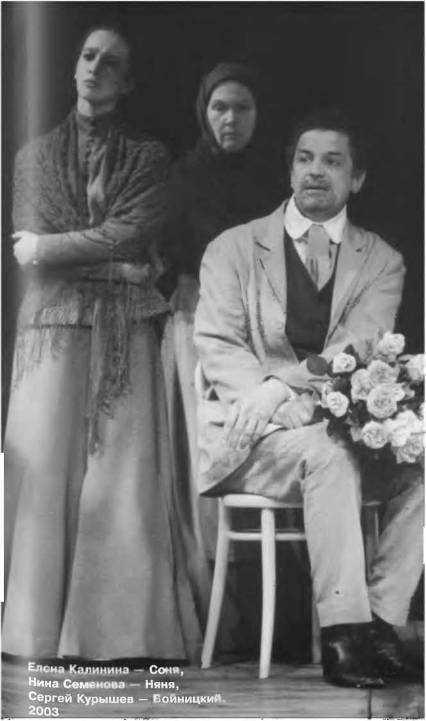 Елена Калинина — Соня,
Нина Семенова — Няня,
Сергей Курышев — Войницкий.
2003